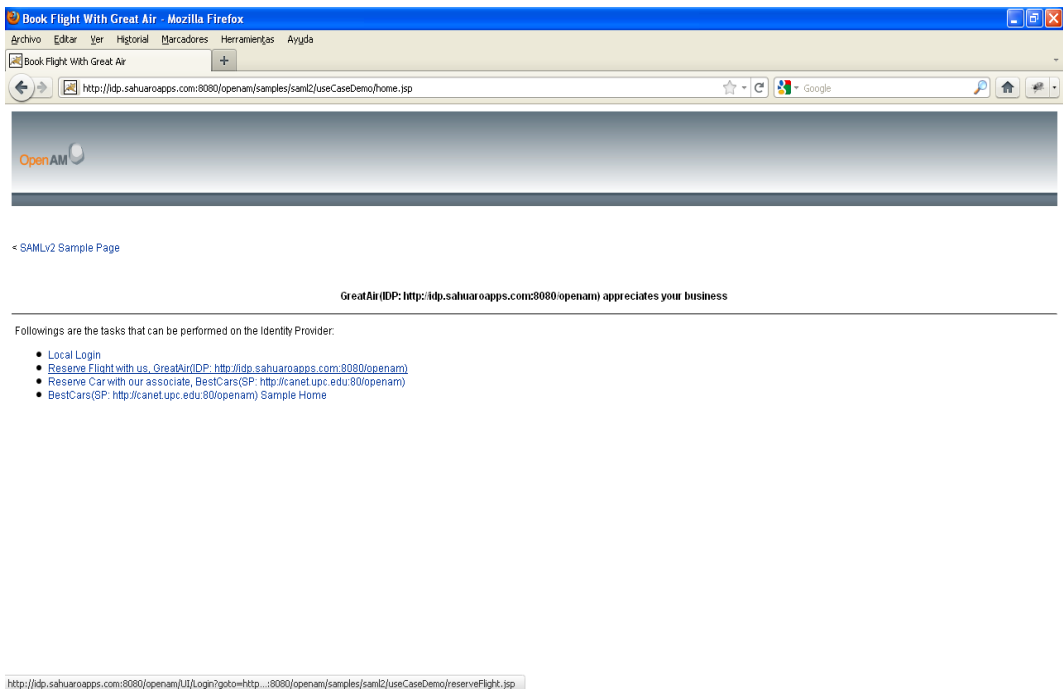 Book Flight With Great Air - Mozilla Firefox
Archivo Editar Ver Historial Marcadores Herramientas Ayuda
Book Flight With Great Air
http://idp.sahuaroapps.com:8080/openam/samples/saml2/useCaseDemo/home.jsp Google
OpenAM
< SAMLv2 Sample Page
GreatAir(IDP: http://idp.sahuaroapps.com:8080/openam) appreciates your business
Followings are the tasks that can be performed on the Identity Provider:
Local Login
Reserve Flight with us, GreatAir(IDP: http://idp.sahuaroapps.com:8080/openam)
Reserve Car with our associate, BestCars(SP: http://canet.upc.edu:80/openam)
BestCars(SP: http://canet.upc.edu:80/openam) Sample Home
http://idp.sahuaroapps.com:8080/openam/UI/Login?goto=http...:8080/openam/samples/saml2/useCaseDemo/reserveFlight.jsp